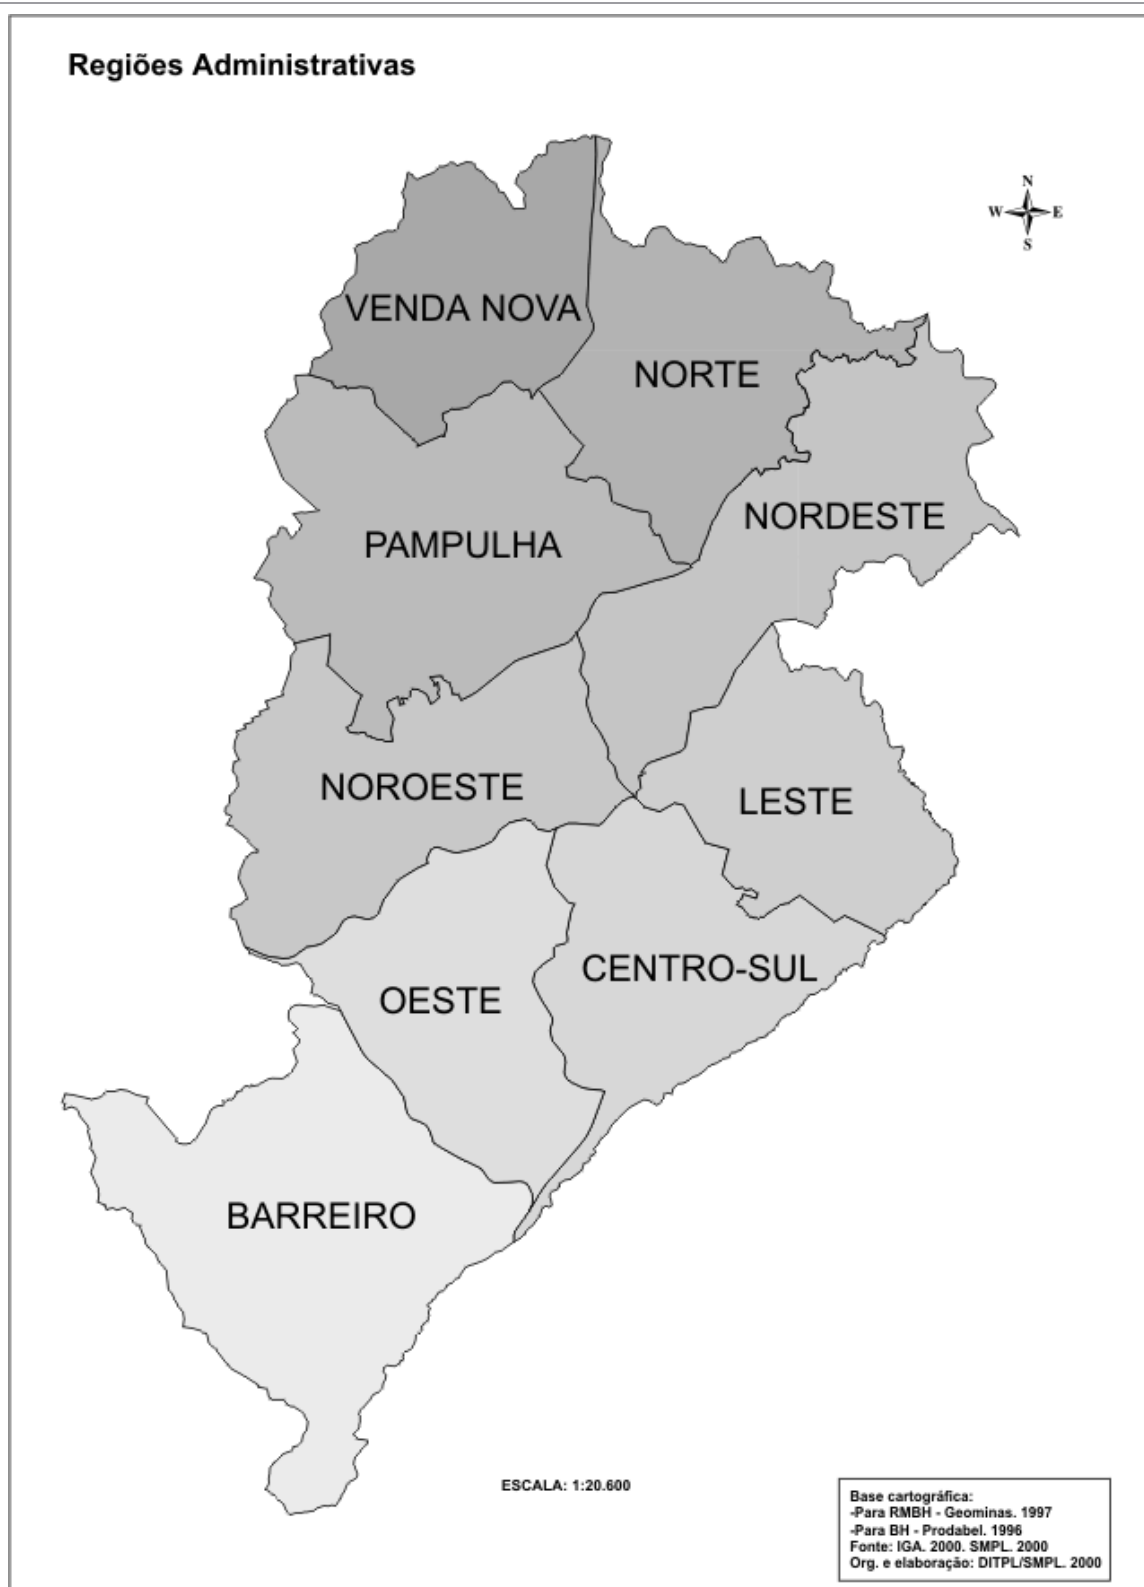 Regiões Administrativas
N
W E
S
VENDA NOVA
NORTE
NORDESTE
PAMPULHA
NOROESTE
LESTE
CENTRO-SUL
OESTE
BARREIRO
ESCALA: 1:20.600
Base cartográfica:
-Para RMBH - Geominas. 1997
-Para BH - Prodabel. 1996
Fonte: IGA. 2000. SMPL. 2000
Org. e elaboração: DITPL/SMPL. 2000